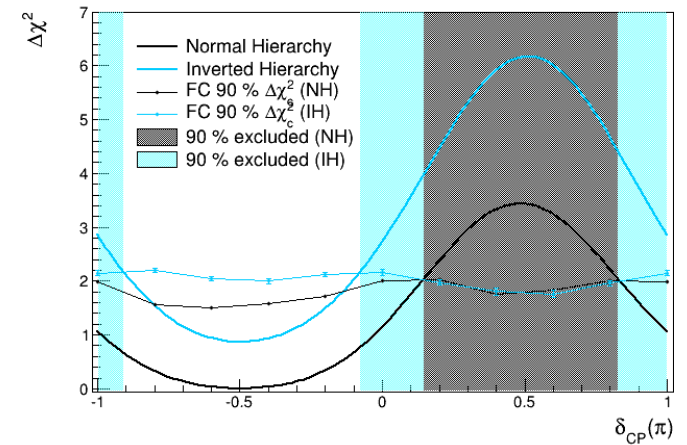 Δχ²
7
6
5
4
3
2
1
0
Normal Hierarchy
Inverted Hierarchy
FC 90 % Δχ²c (NH)
FC 90 % Δχ²c (IH)
90 % excluded (NH)
90 % excluded (IH)
-1 -0.5 0 0.5 1
δCP(π)